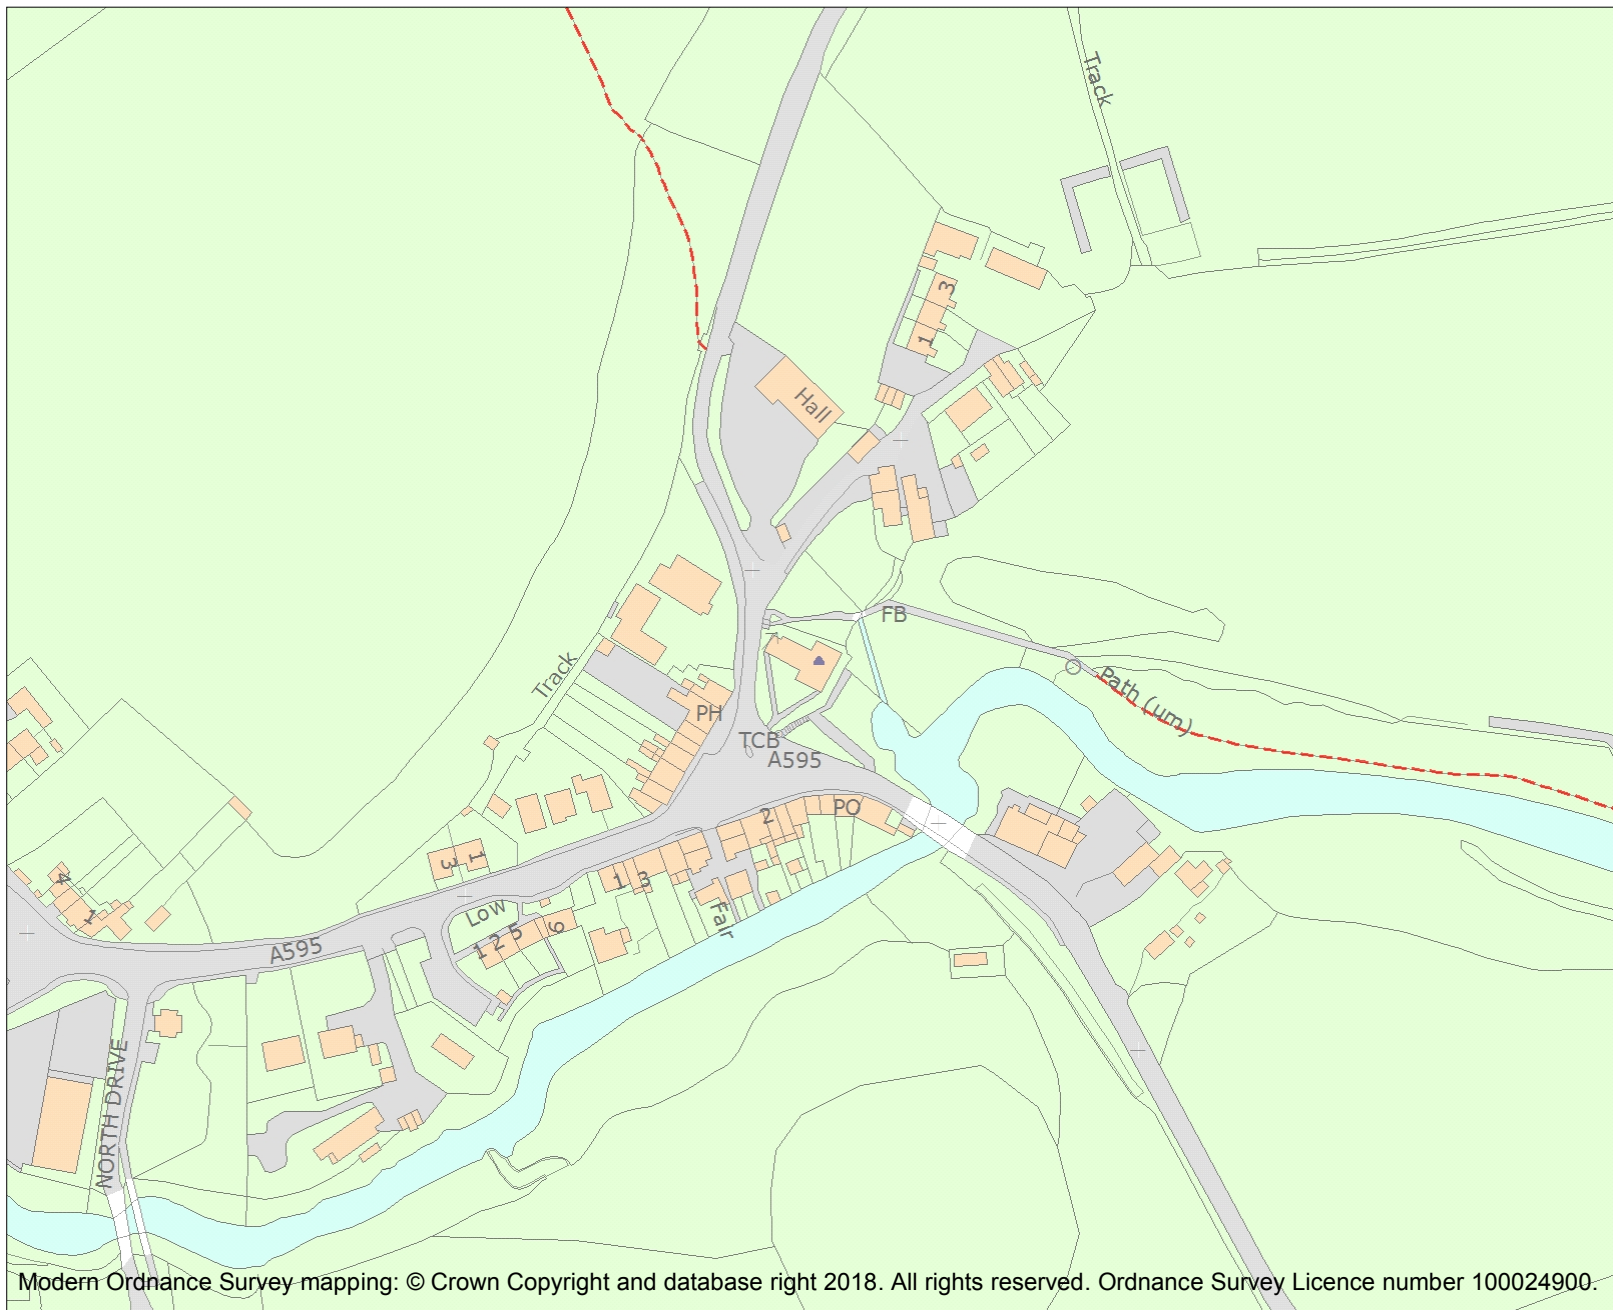 Track
3
1
Hall
FB
Track
Path (um)
PH
TCB
A595
PO
2
3
1
1 3
4
1
Low
Fair
6
1 2 5
A595
NORTH DRIVE
Modern Ordnance Survey mapping: © Crown Copyright and database right 2018. All rights reserved. Ordnance Survey Licence number 100024900.